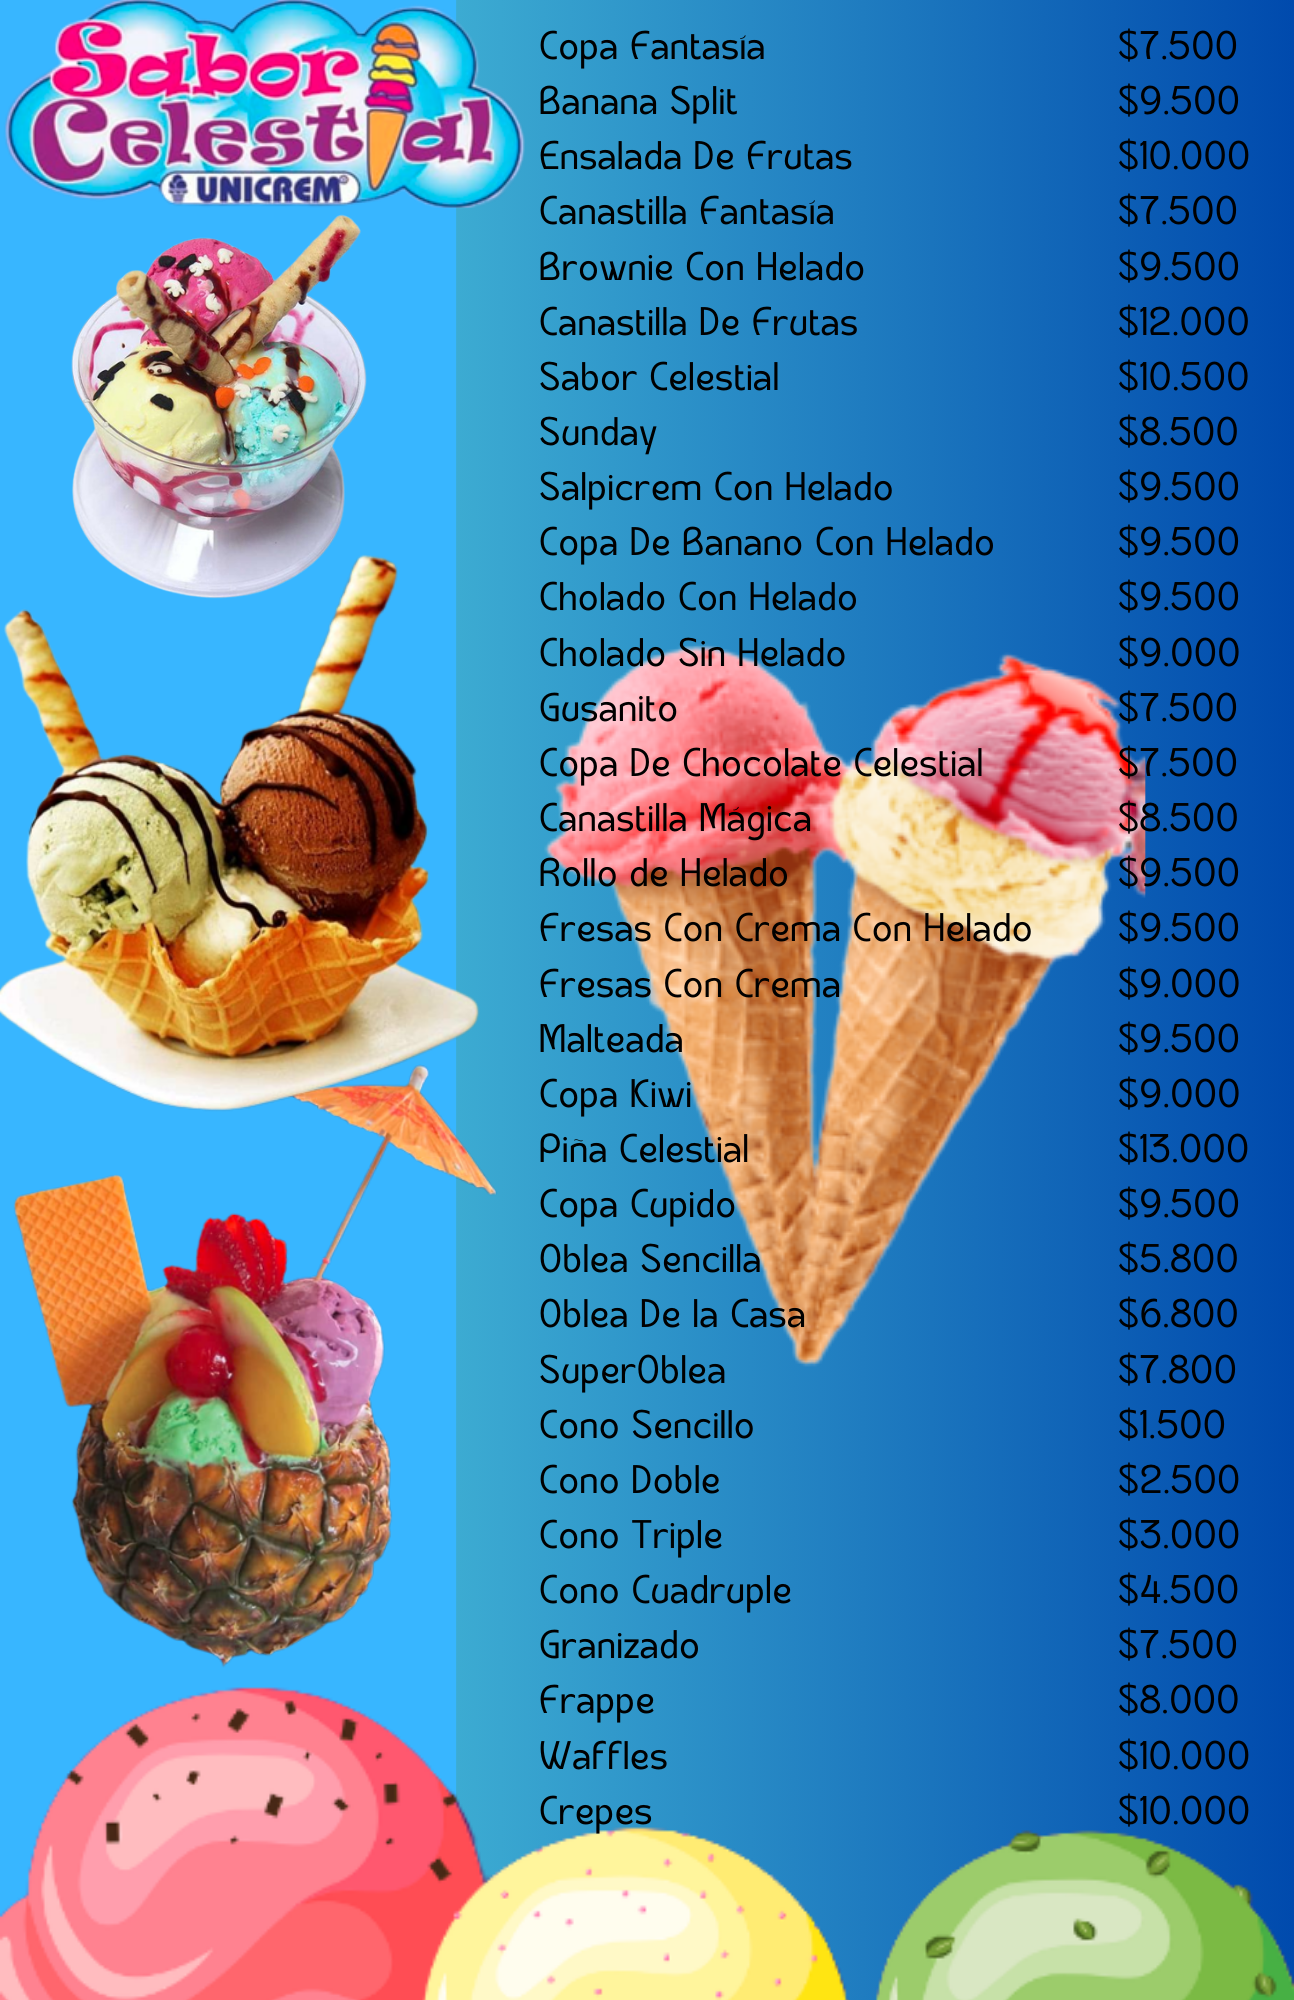 Sabor
Celestial
UNICREM®
Copa Fantasía $7.500
Banana Split $9.500
Ensalada De Frutas $10.000
Canastilla Fantasía $7.500
Brownie Con Helado $9.500
Canastilla De Frutas $12.000
Sabor Celestial $10.500
Sunday $8.500
Salpicrem Con Helado $9.500
Copa De Banano Con Helado $9.500
Cholado Con Helado $9.500
Cholado Sin Helado $9.000
Gusanito $7.500
Copa De Chocolate Celestial $7.500
Canastilla Mágica $8.500
Rollo de Helado $9.500
Fresas Con Crema Con Helado $9.500
Fresas Con Crema $9.000
Malteada $9.500
Copa Kiwi $9.000
Piña Celestial $13.000
Copa Cupido $9.500
Oblea Sencilla $5.800
Oblea De la Casa $6.800
SuperOblea $7.800
Cono Sencillo $1.500
Cono Doble $2.500
Cono Triple $3.000
Cono Cuadruple $4.500
Granizado $7.500
Frappe $8.000
Waffles $10.000
Crepes $10.000